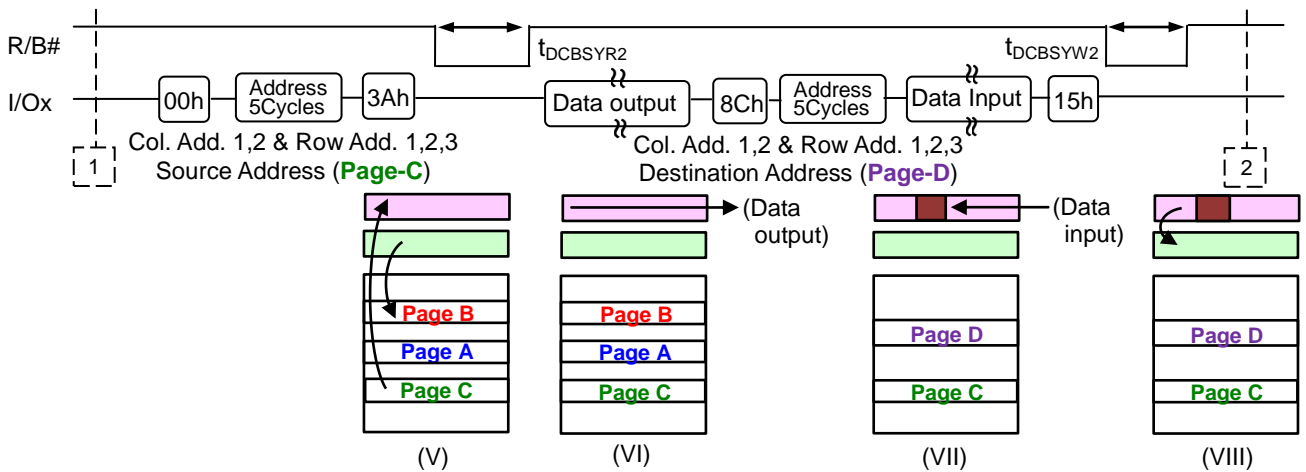 R/B#
tDCBSYR2
tDCBSYW2
I/Ox
00h
Address
5Cycles
3Ah
Data output
8Ch
Address
5Cycles
Data Input
15h
Col. Add. 1,2 & Row Add. 1,2,3
Source Address (Page-C)
Col. Add. 1,2 & Row Add. 1,2,3
Destination Address (Page-D)
1
2
(Data
output)
(Data
input)
Page B
Page A
Page C
Page B
Page A
Page C
Page D
Page C
Page D
Page C
(V)
(VI)
(VII)
(VIII)